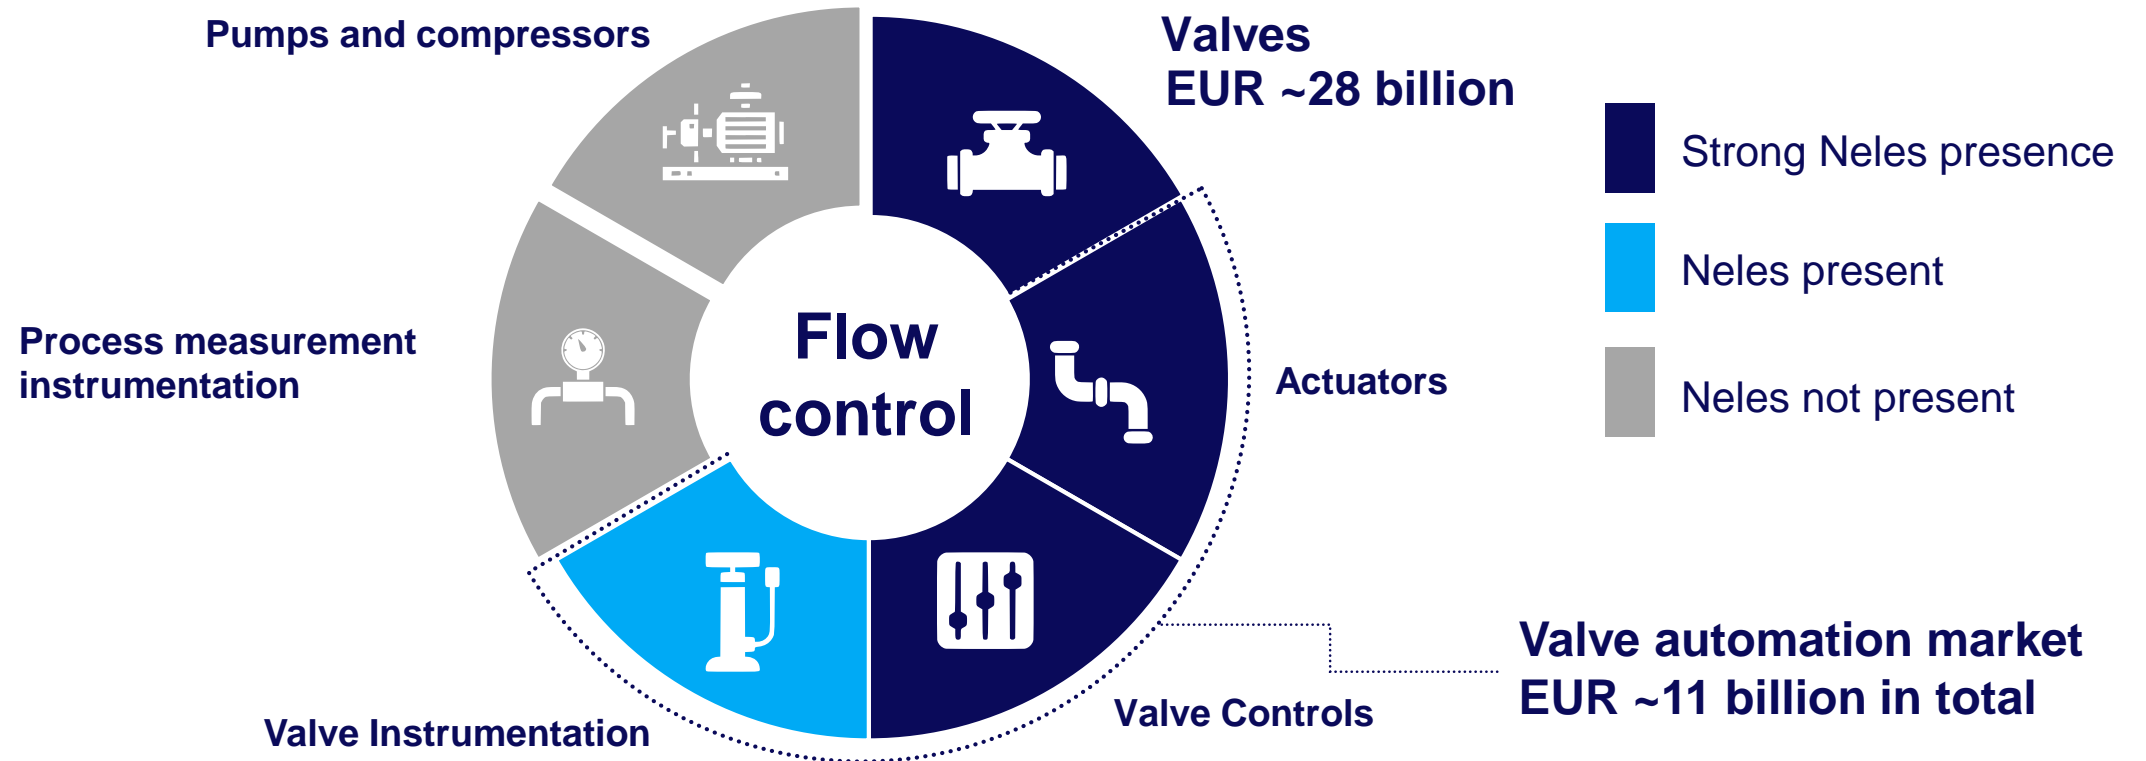 Pumps and compressors
Valves
EUR ~28 billion
Strong Neles presence
Neles present
Neles not present
Process measurement
instrumentation
Flow
control
Actuators
Valve Instrumentation
Valve Controls
Valve automation market
EUR ~11 billion in total